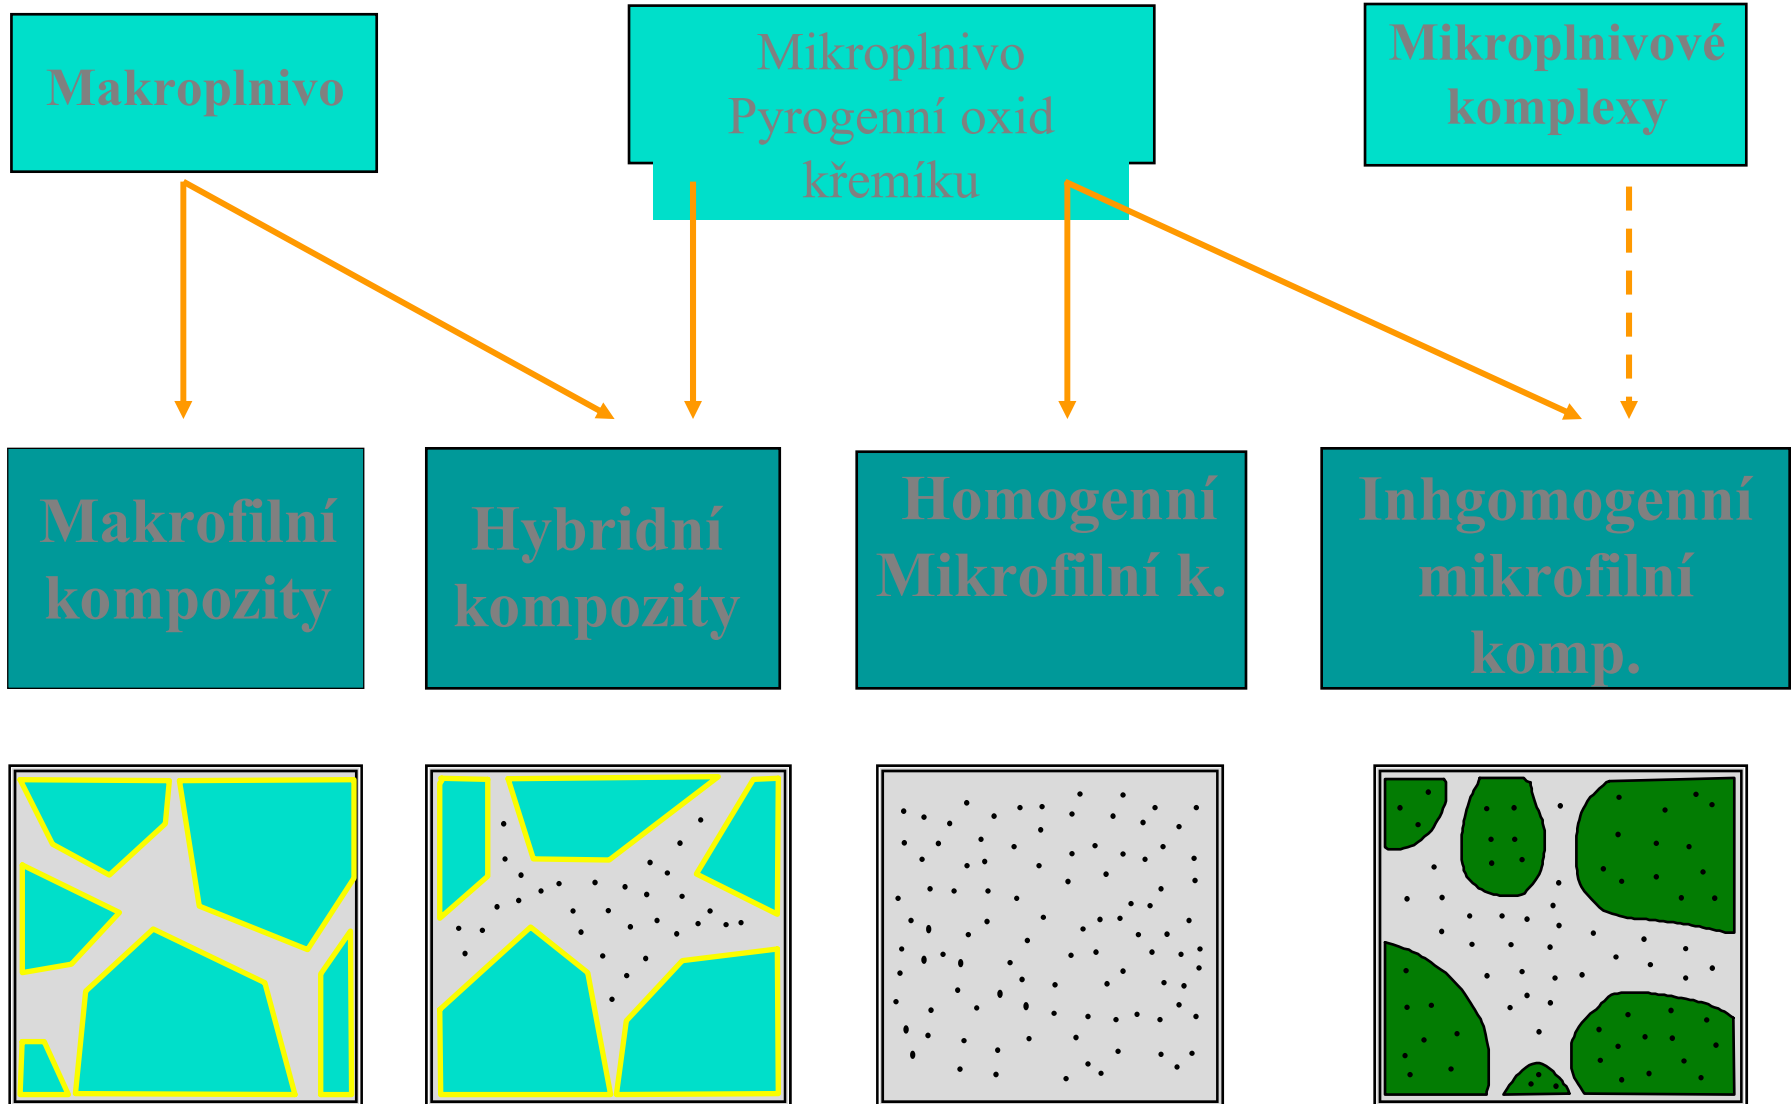 Makroplnivo
Mikroplnivo
Pyrogenní oxid
křemíku
Mikroplnivové
komplexy
Makrofilní
kompozity
Hybridní
kompozity
Homogenní
Mikrofilní k.
Inhgomogenní
mikrofilní
komp.